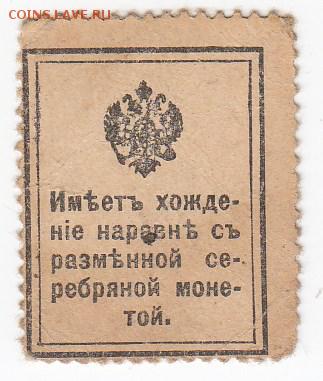 COINS.LAVE.RU
Имѣетъ хожде-
ніе наравнѣ съ
размѣнной се-
ребряной моне-
той.